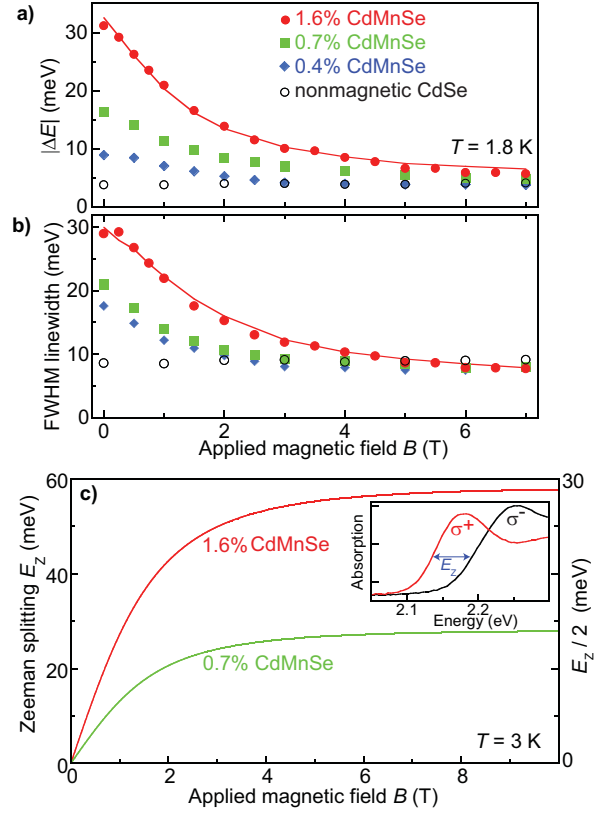 a)
1.6% CdMnSe
0.7% CdMnSe
0.4% CdMnSe
nonmagnetic CdSe
|ΔE| (meV)
30
20
10
0
T = 1.8 K
b)
FWHM linewidth (meV)
30
20
10
0
0 2 4 6
Applied magnetic field B (T)
c)
Zeeman splitting E_Z (meV)
60
40
20
0
1.6% CdMnSe
0.7% CdMnSe
T = 3 K
30
0
E_Z / 2 (meV)
Absorption
σ+
σ-
E_Z
2.1 2.2
Energy (eV)
0 2 4 6 8
Applied magnetic field B (T)